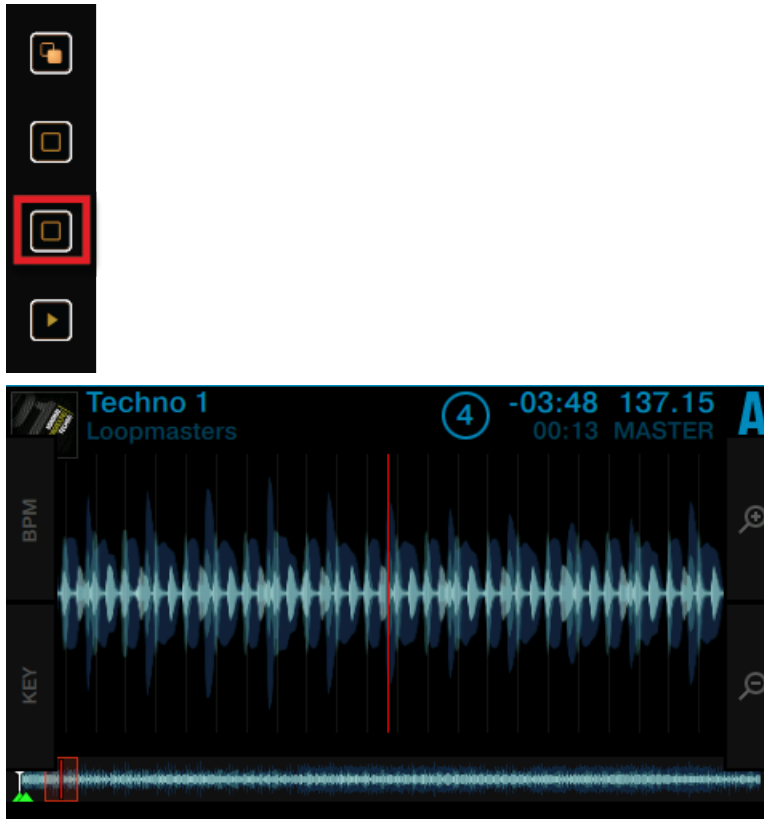 Techno 1
Loopmasters
4
-03:48 137.15
00:13 MASTER
A
BPM
KEY